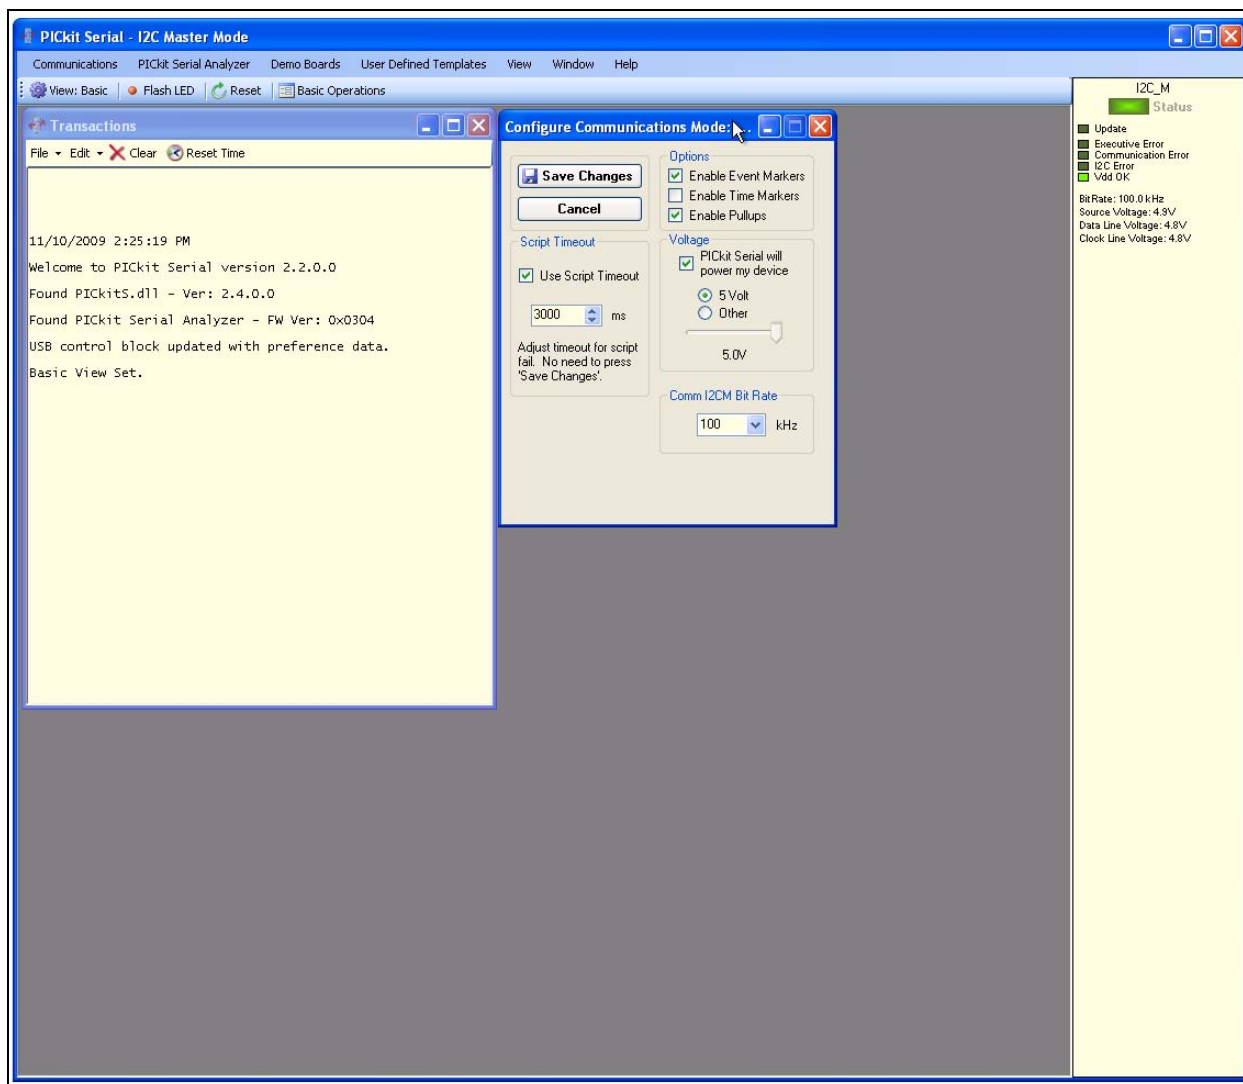 PICkit Serial - I2C Master Mode
Communications PICkit Serial Analyzer Demo Boards User Defined Templates View Window Help
View: Basic Flash LED Reset Basic Operations
Transactions
File Edit Clear Reset Time
11/10/2009 2:25:19 PM
Welcome to PICkit Serial version 2.2.0.0
Found PICkitS.dll - Ver: 2.4.0.0
Found PICkit Serial Analyzer - FW Ver: 0x0304
USB control block updated with preference data.
Basic View Set.
Configure Communications Mode: ...
Save Changes
Cancel
Script Timeout
Use Script Timeout
3000 ms
Adjust timeout for script
fail. No need to press
'Save Changes'.
Options
Enable Event Markers
Enable Time Markers
Enable Pullups
Voltage
PICkit Serial will
power my device
5 Volt
Other
5.0V
Comm I2CM Bit Rate
100 kHz
I2C_M
Status
Update
Executive Error
Communication Error
I2C Error
Vdd OK
BitRate: 100.0 kHz
Source Voltage: 4.9V
Data Line Voltage: 4.8V
Clock Line Voltage: 4.8V